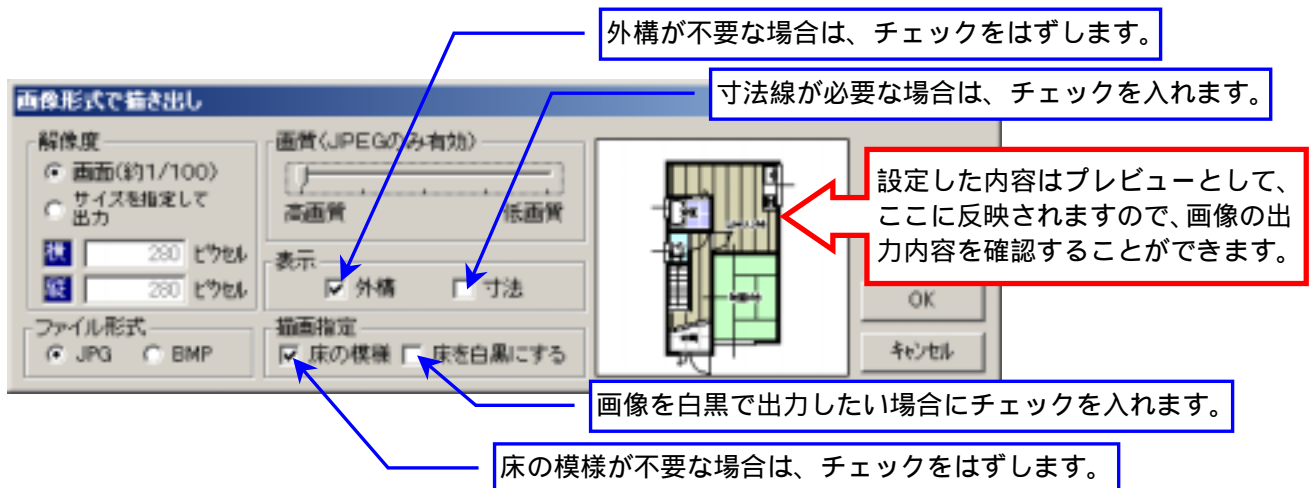 外構が不要な場合は、チェックをはずします。
寸法線が必要な場合は、チェックを入れます。
画像形式で描き出し
解像度
画面(約1/100)
サイズを指定して
出力
横 280 ピクセル
縦 280 ピクセル
ファイル形式
JPG BMP
画質(JPEGのみ有効)
高画質 低画質
表示
外構 寸法
描画指定
床の模様 床を白黒にする
設定した内容はプレビューとして、
ここに反映されますので、画像の出
力内容を確認することができます。
OK
キャンセル
画像を白黒で出力したい場合にチェックを入れます。
床の模様が不要な場合は、チェックをはずします。